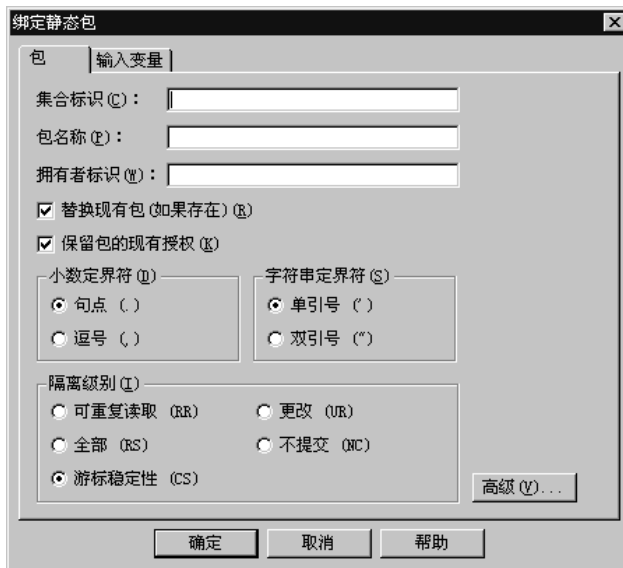 绑定静态包
包 输入变量
集合标识(C)：
包名称(P)：
拥有者标识(W)：
替换现有包(如果存在)(R)
保留包的现有授权(K)
小数定界符(D) 字符串定界符(S)
句点 (.) 单引号 (')
逗号 (,) 双引号 (")
隔离级别(I)
可重复读取 (RR) 更改 (UR)
全部 (RS) 不提交 (NC)
游标稳定性 (CS)
高级(V)...
确定 取消 帮助